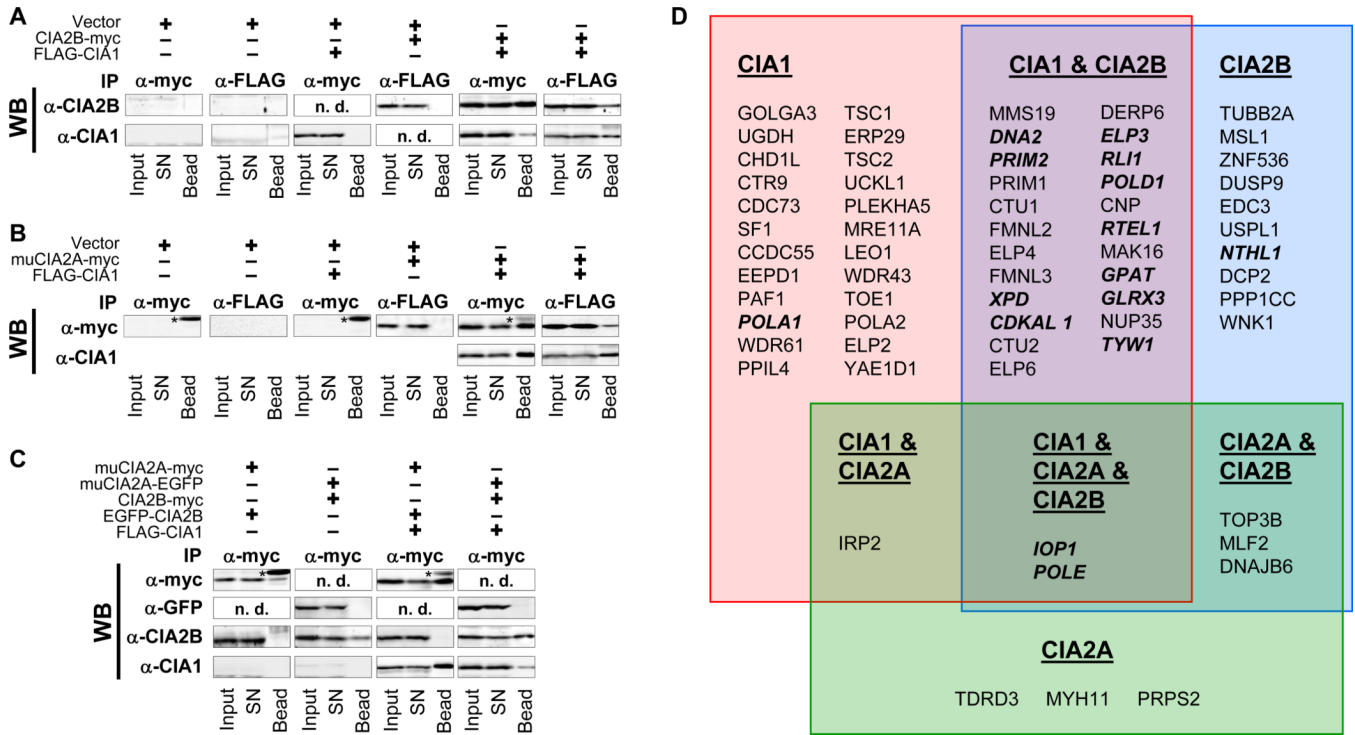 A
Vector + + + + – –
CIA2B-myc – – – + + +
FLAG-CIA1 – – + – + +
IP α-myc α-FLAG α-myc α-FLAG α-myc α-FLAG
WB
α-CIA2B n. d.
α-CIA1 n. d.
Input SN Bead Input SN Bead Input SN Bead Input SN Bead Input SN Bead Input SN Bead
B
Vector + + + + – –
muCIA2A-myc – – – + + +
FLAG-CIA1 – – + – + +
IP α-myc α-FLAG α-myc α-FLAG α-myc α-FLAG
WB
α-myc * * *
α-CIA1
Input SN Bead Input SN Bead Input SN Bead Input SN Bead Input SN Bead Input SN Bead
C
muCIA2A-myc + – + –
muCIA2A-EGFP – + – +
CIA2B-myc – + – +
EGFP-CIA2B + – + –
FLAG-CIA1 – – + +
IP α-myc α-myc α-myc α-myc
WB
α-myc * n. d. * n. d.
α-GFP n. d. n. d.
α-CIA2B
α-CIA1
Input SN Bead Input SN Bead Input SN Bead Input SN Bead
D
CIA1
GOLGA3 TSC1
UGDH ERP29
CHD1L TSC2
CTR9 UCKL1
CDC73 PLEKHA5
SF1 MRE11A
CCDC55 LEO1
EEPD1 WDR43
PAF1 TOE1
POLA1 POLA2
WDR61 ELP2
PPIL4 YAE1D1
CIA1 & CIA2B
MMS19 DERP6
DNA2 ELP3
PRIM2 RLI1
PRIM1 POLD1
CTU1 CNP
FMNL2 RTEL1
ELP4 MAK16
FMNL3 GPAT
XPD GLRX3
CDKAL 1 NUP35
CTU2 TYW1
ELP6
CIA2B
TUBB2A
MSL1
ZNF536
DUSP9
EDC3
USPL1
NTHL1
DCP2
PPP1CC
WNK1
CIA1 &
CIA2A
IRP2
CIA1 &
CIA2A &
CIA2B
IOP1
POLE
CIA2A &
CIA2B
TOP3B
MLF2
DNAJB6
CIA2A
TDRD3 MYH11 PRPS2